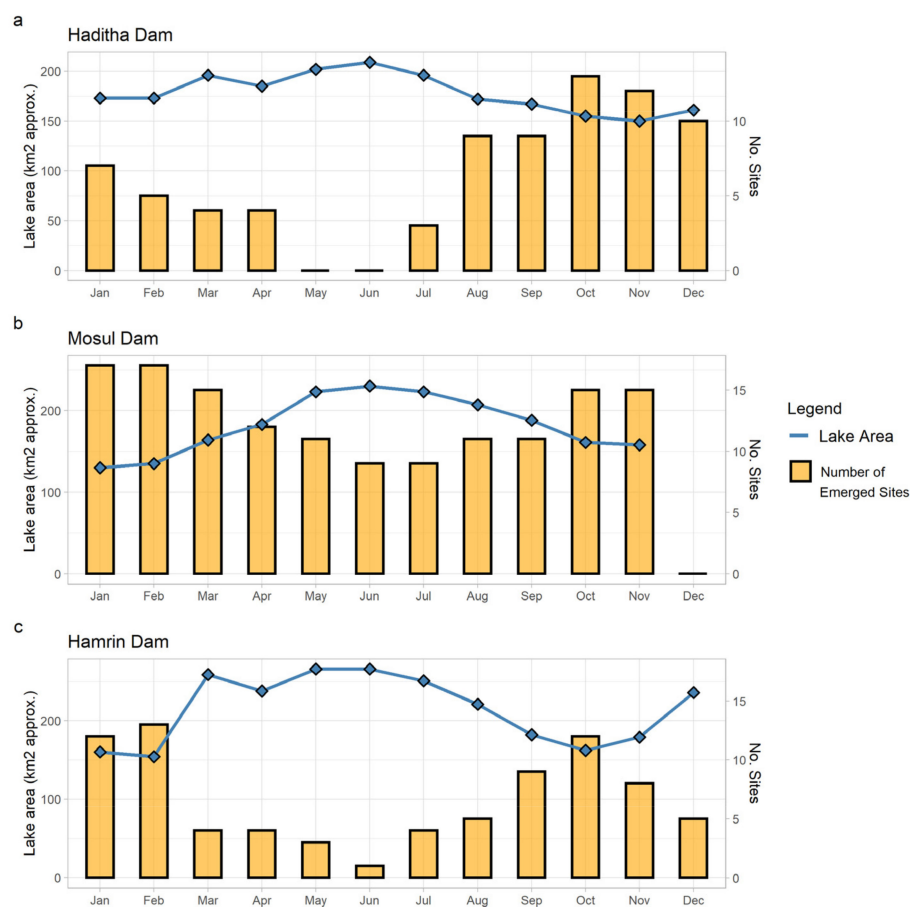 a
Haditha Dam
Lake area (km2 approx.)
200
150
100
50
0
10
5
0
No. Sites
Jan Feb Mar Apr May Jun Jul Aug Sep Oct Nov Dec
b
Mosul Dam
Lake area (km2 approx.)
200
100
0
15
10
5
0
No. Sites
Jan Feb Mar Apr May Jun Jul Aug Sep Oct Nov Dec
Legend
Lake Area
Number of
Emerged Sites
c
Hamrin Dam
Lake area (km2 approx.)
200
100
0
15
10
5
0
No. Sites
Jan Feb Mar Apr May Jun Jul Aug Sep Oct Nov Dec